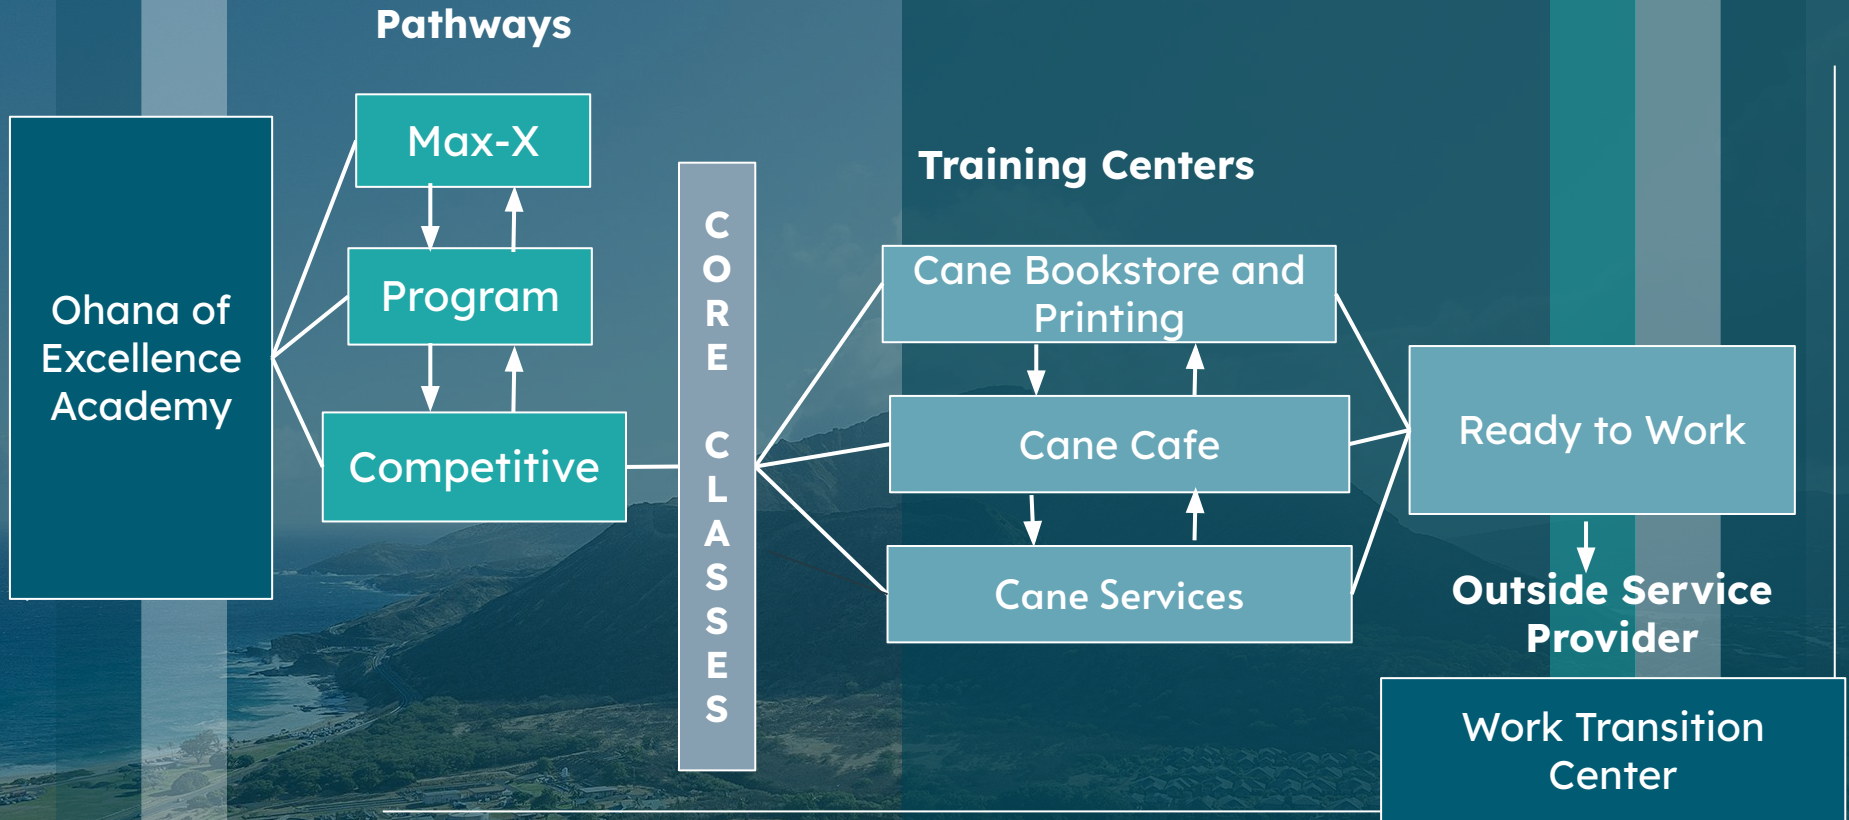 Pathways
Ohana of
Excellence
Academy
Max-X
Program
Competitive
C
O
R
E
C
L
A
S
S
E
S
Training Centers
Cane Bookstore and
Printing
Cane Cafe
Cane Services
Ready to Work
Outside Service
Provider
Work Transition
Center